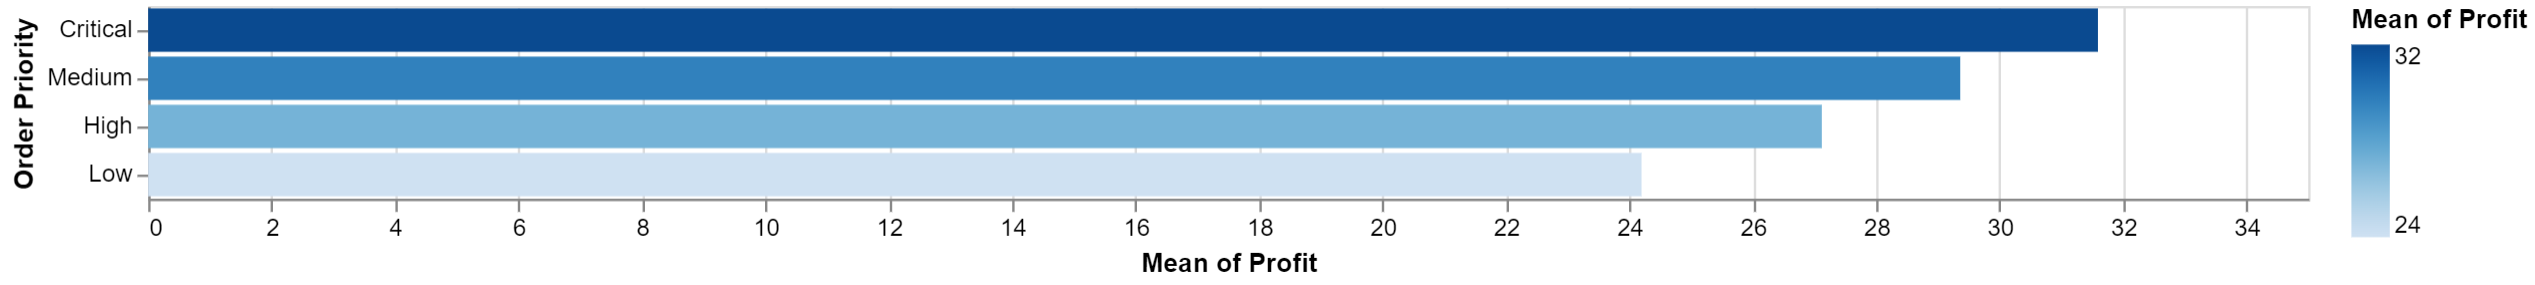 Order Priority
Critical
Medium
High
Low
0 2 4 6 8 10 12 14 16 18 20 22 24 26 28 30 32 34
Mean of Profit
Mean of Profit
32
24